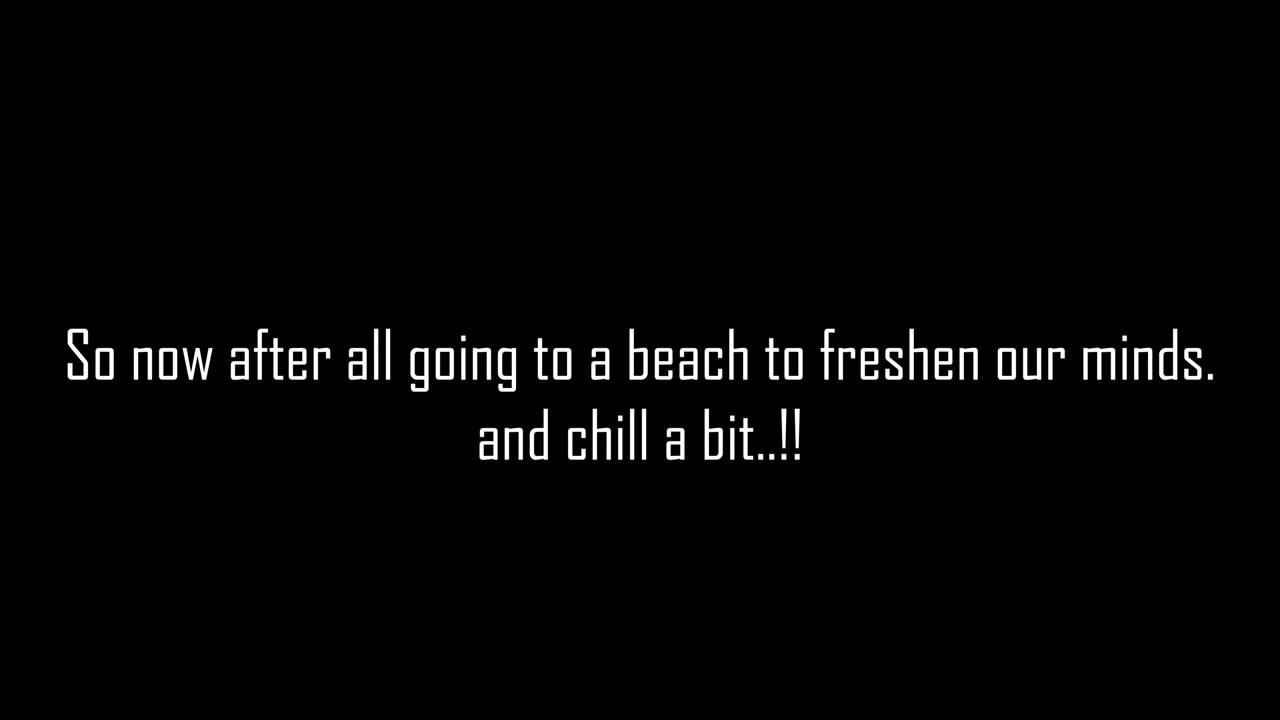 So now after all going to a beach to freshen our minds.
and chill a bit..!!